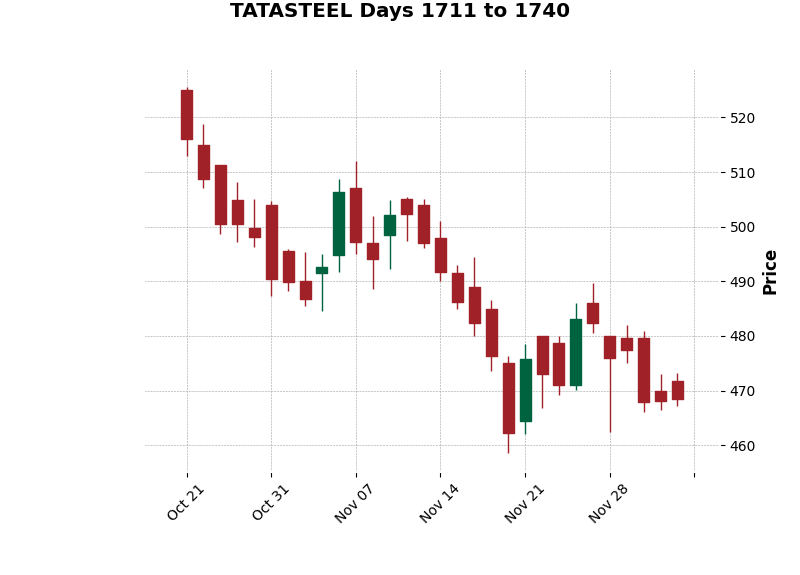 TATASTEEL Days 1711 to 1740
520
510
500
490
480
470
460
Price
Oct 21
Oct 31
Nov 07
Nov 14
Nov 21
Nov 28